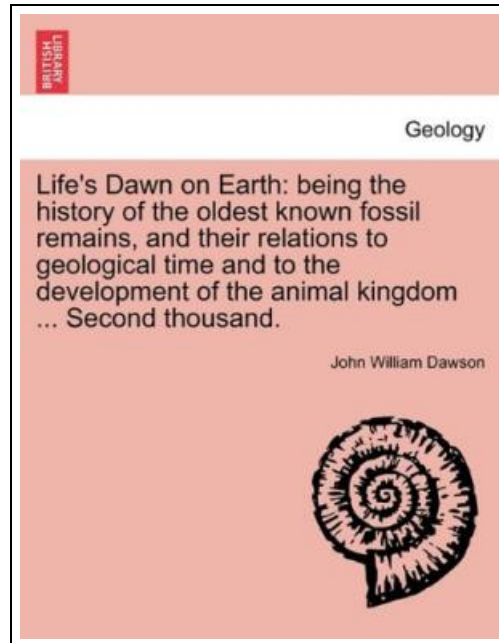 BRITISH
LIBRARY
Geology
Life's Dawn on Earth: being the
history of the oldest known fossil
remains, and their relations to
geological time and to the
development of the animal kingdom
... Second thousand.
John William Dawson